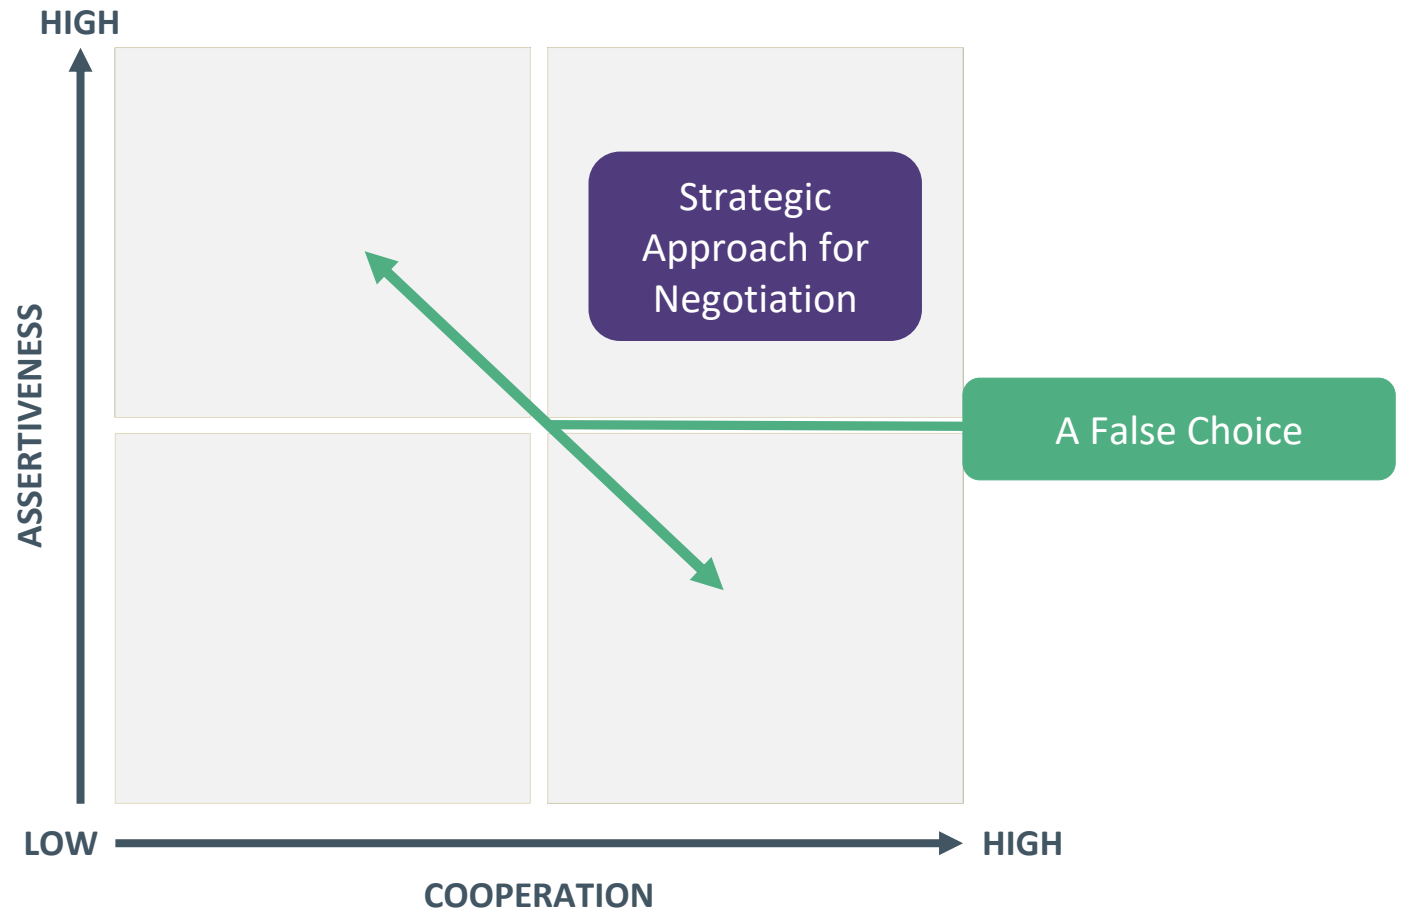 HIGH
Strategic
Approach for
Negotiation
A False Choice
ASSERTIVENESS
LOW
HIGH
COOPERATION